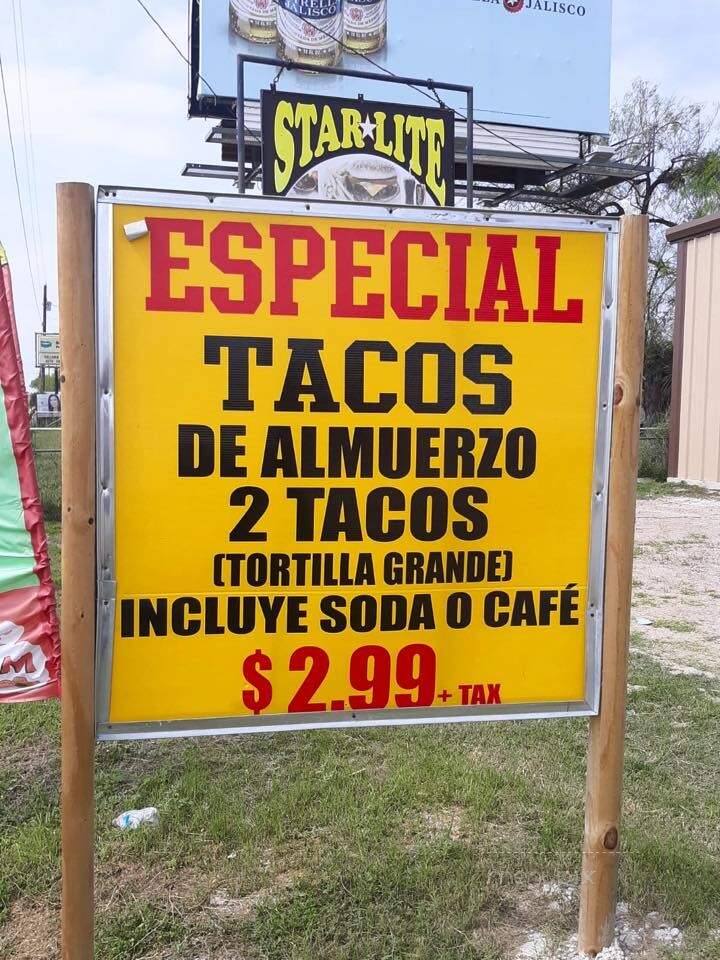 JALISCO
STAR★LITE
ESPECIAL
TACOS
DE ALMUERZO
2 TACOS
(TORTILLA GRANDE)
INCLUYE SODA O CAFÉ
$2.99 + TAX